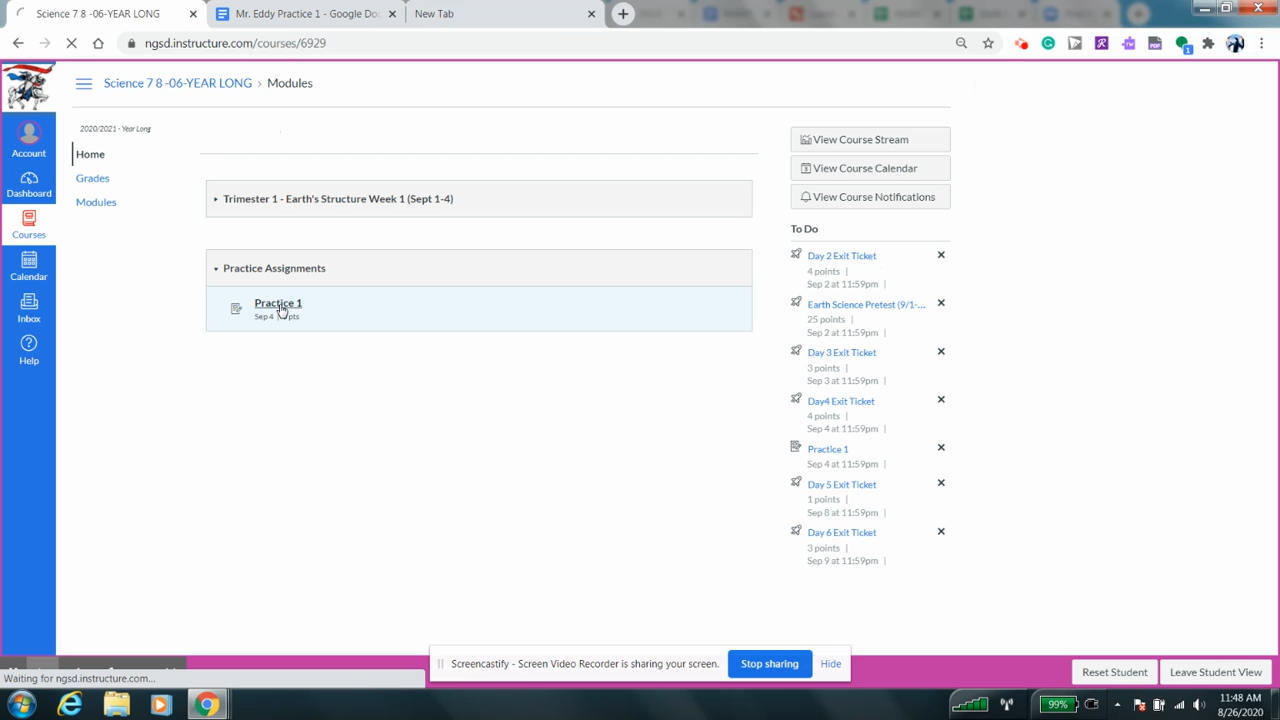 Science 7 8 -06-YEAR LONG
Mr. Eddy Practice 1 - Google Do
New Tab
ngsd.instructure.com/courses/6929
Science 7 8 -06-YEAR LONG › Modules
2020/2021 - Year Long
Home
Grades
Modules
Account
Dashboard
Courses
Calendar
Inbox
Help
Trimester 1 - Earth's Structure Week 1 (Sept 1-4)
Practice Assignments
Practice 1
Sep 4 | pts
View Course Stream
View Course Calendar
View Course Notifications
To Do
Day 2 Exit Ticket
4 points |
Sep 2 at 11:59pm |
Earth Science Pretest (9/1-...
25 points |
Sep 2 at 11:59pm |
Day 3 Exit Ticket
3 points |
Sep 3 at 11:59pm |
Day4 Exit Ticket
4 points |
Sep 4 at 11:59pm |
Practice 1
Sep 4 at 11:59pm |
Day 5 Exit Ticket
1 points |
Sep 8 at 11:59pm |
Day 6 Exit Ticket
3 points |
Sep 9 at 11:59pm |
Screencastify - Screen Video Recorder is sharing your screen.
Stop sharing
Hide
Reset Student
Leave Student View
Waiting for ngsd.instructure.com...
99%
11:48 AM
8/26/2020